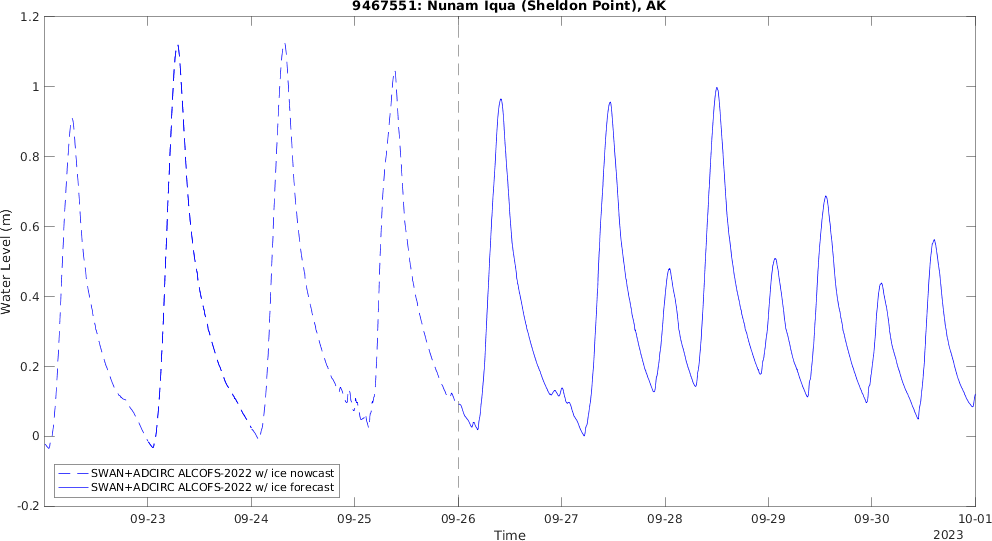 9467551: Nunam Iqua (Sheldon Point), AK
1.2
1
0.8
0.6
0.4
0.2
0
-0.2
Water Level (m)
SWAN+ADCIRC ALCOFS-2022 w/ ice nowcast
SWAN+ADCIRC ALCOFS-2022 w/ ice forecast
09-23 09-24 09-25 09-26 09-27 09-28 09-29 09-30 10-01
Time
2023